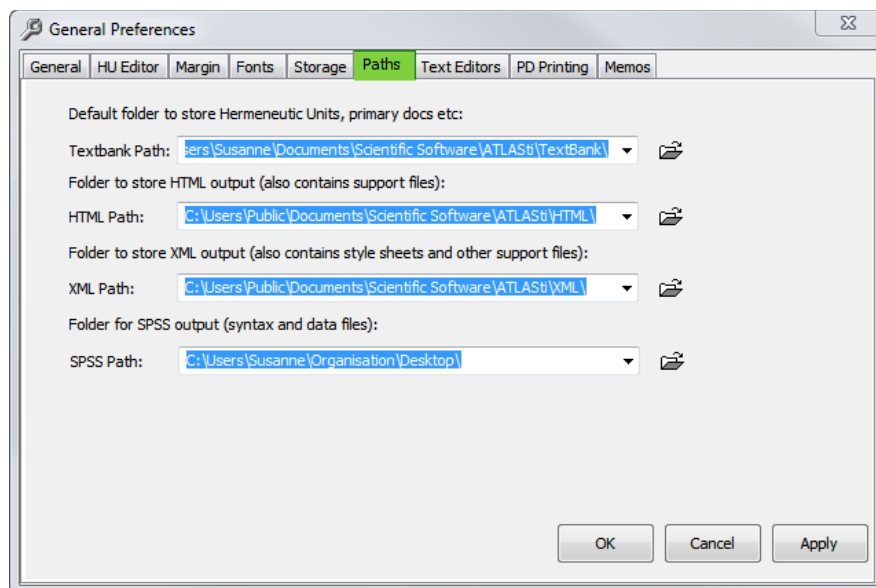 General Preferences
General HU Editor Margin Fonts Storage Paths Text Editors PD Printing Memos
Default folder to store Hermeneutic Units, primary docs etc:
Textbank Path: sers\Susanne\Documents\Scientific Software\ATLASti\TextBank\
Folder to store HTML output (also contains support files):
HTML Path: C:\Users\Public\Documents\Scientific Software\ATLASti\HTML\
Folder to store XML output (also contains style sheets and other support files):
XML Path: C:\Users\Public\Documents\Scientific Software\ATLASti\XML\
Folder for SPSS output (syntax and data files):
SPSS Path: C:\Users\Susanne\Organisation\Desktop\
OK Cancel Apply